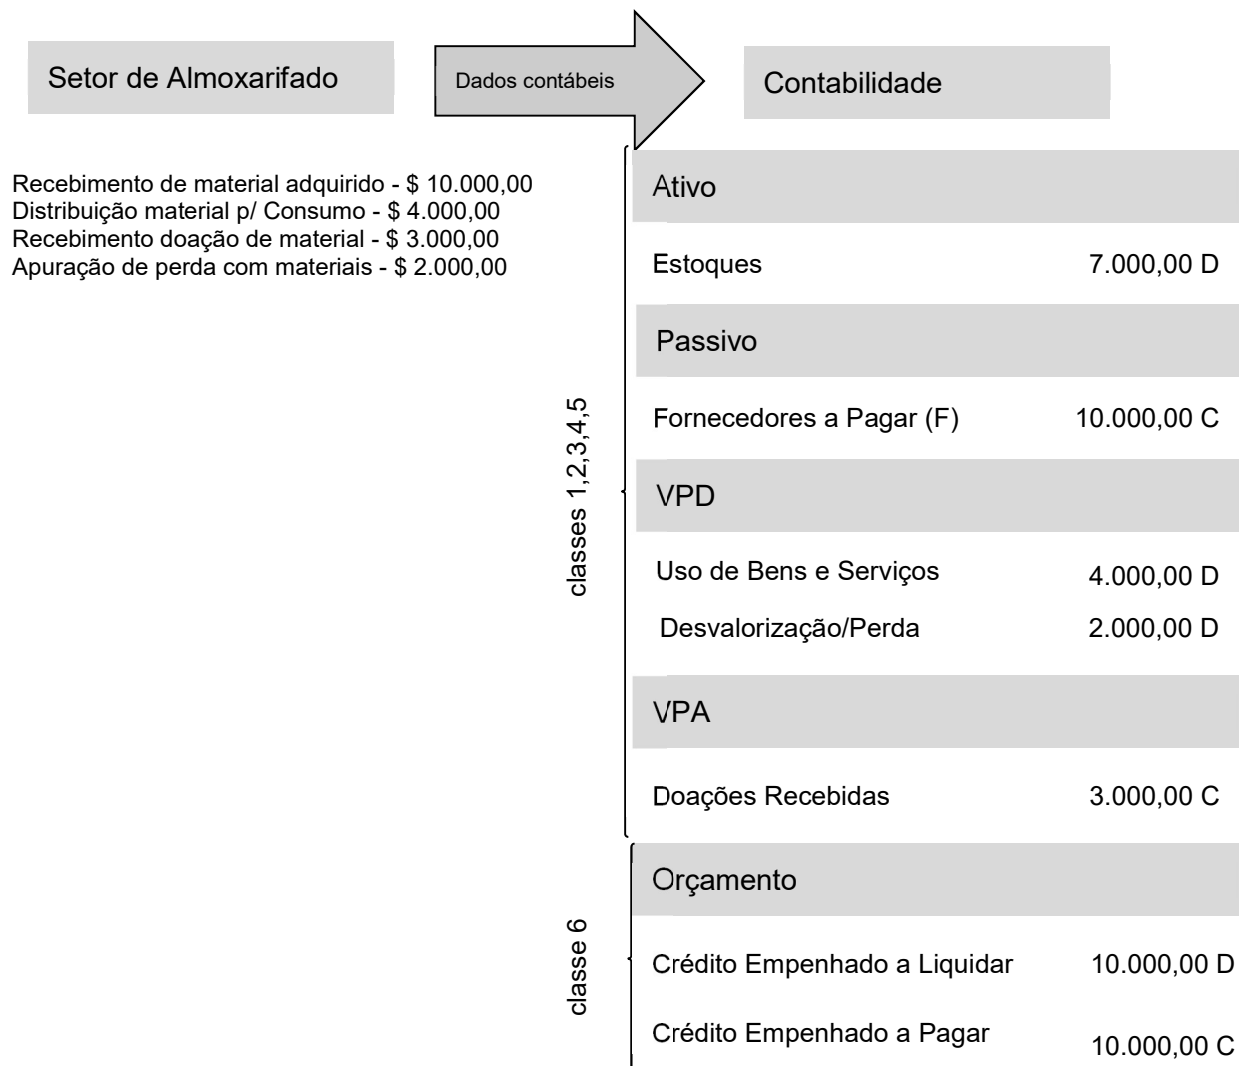 Setor de Almoxarifado
Dados contábeis
Contabilidade
Recebimento de material adquirido - $ 10.000,00
Distribuição material p/ Consumo - $ 4.000,00
Recebimento doação de material - $ 3.000,00
Apuração de perda com materiais - $ 2.000,00
classes 1,2,3,4,5
Ativo
Estoques 7.000,00 D
Passivo
Fornecedores a Pagar (F) 10.000,00 C
VPD
Uso de Bens e Serviços 4.000,00 D
Desvalorização/Perda 2.000,00 D
VPA
Doações Recebidas 3.000,00 C
classe 6
Orçamento
Crédito Empenhado a Liquidar 10.000,00 D
Crédito Empenhado a Pagar 10.000,00 C